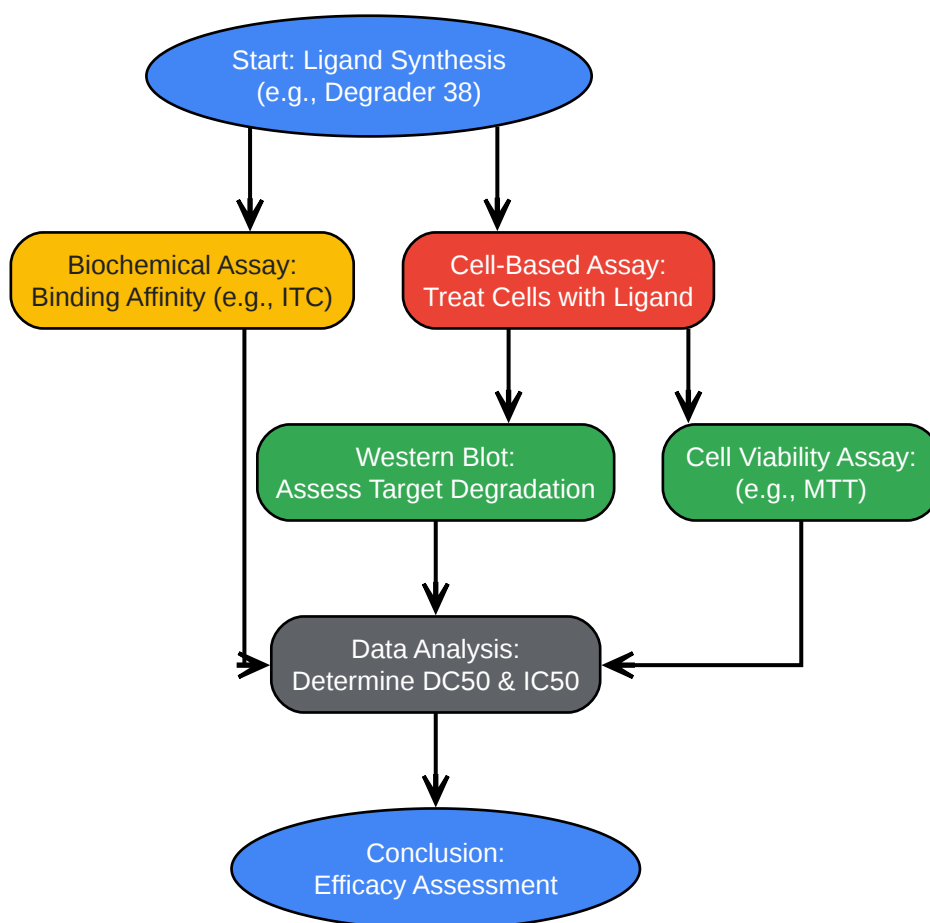 Start: Ligand Synthesis
(e.g., Degrader 38)
Biochemical Assay:
Binding Affinity (e.g., ITC)
Cell-Based Assay:
Treat Cells with Ligand
Western Blot:
Assess Target Degradation
Cell Viability Assay:
(e.g., MTT)
Data Analysis:
Determine DC50 & IC50
Conclusion:
Efficacy Assessment